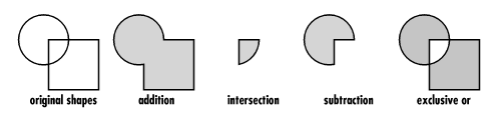 original shapes addition intersection subtraction exclusive or